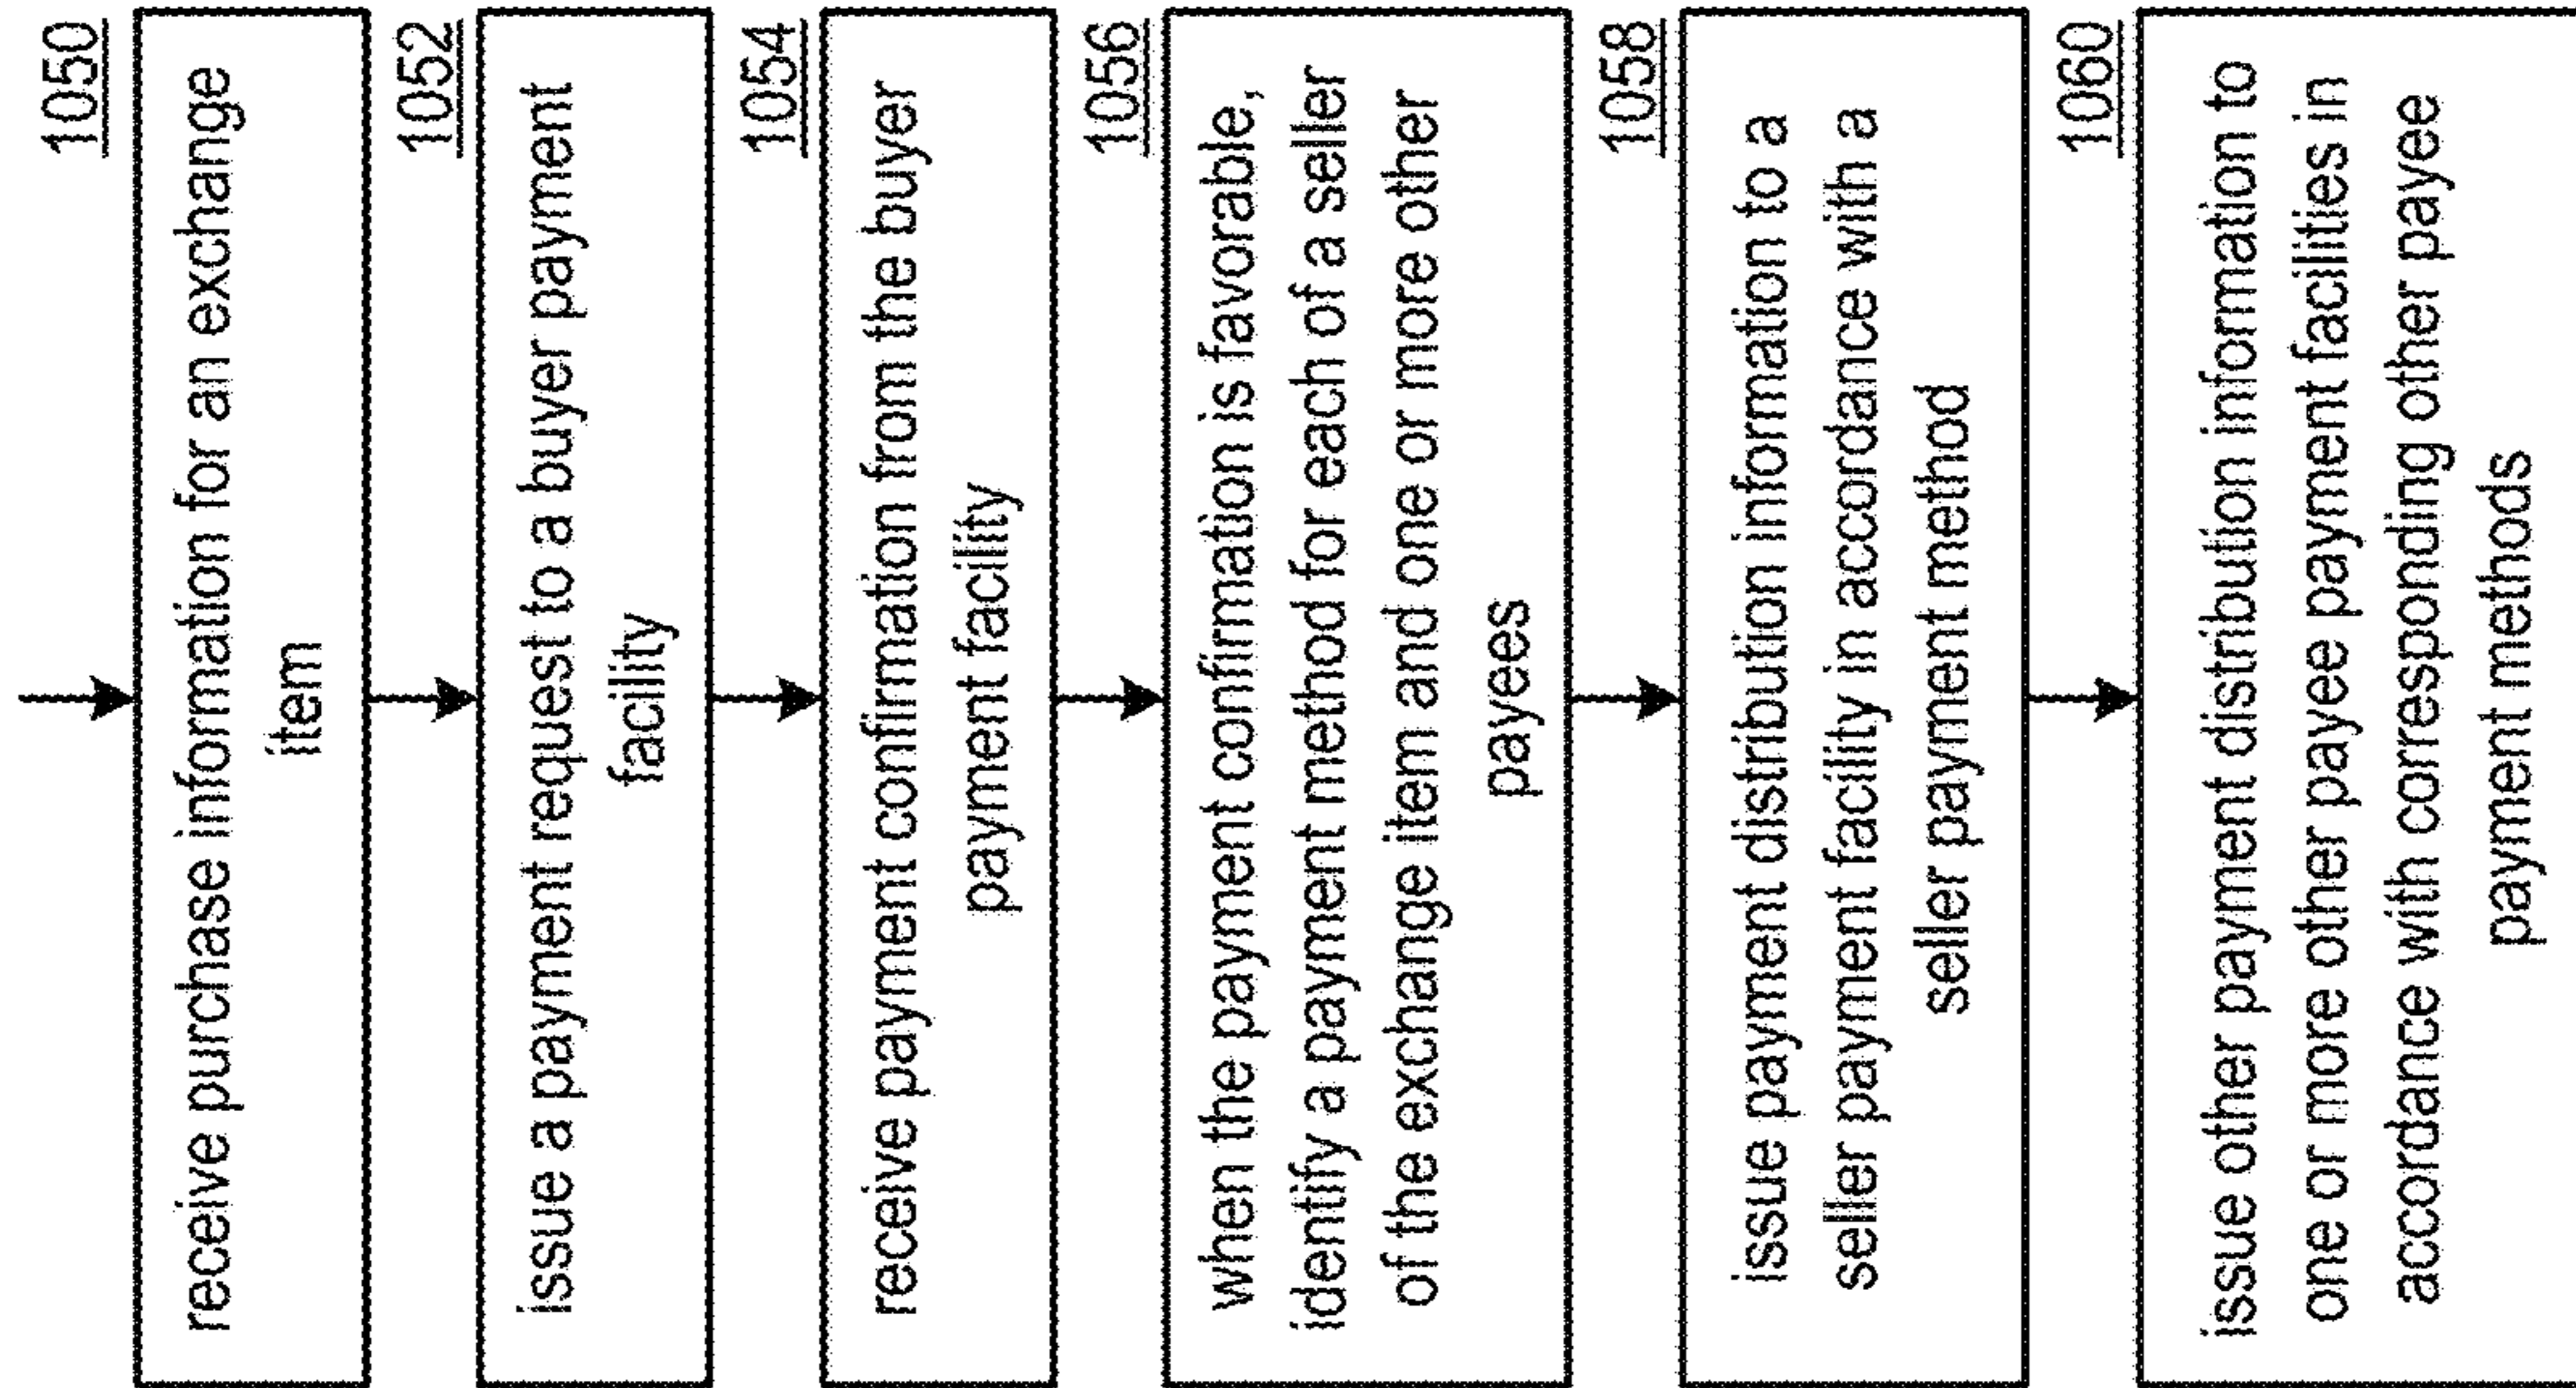 1050
receive purchase information for an exchange
item
1052
issue a payment request to a buyer payment
facility
1054
receive payment confirmation from the buyer
payment facility
1056
when the payment confirmation is favorable,
identify a payment method for each of a seller
of the exchange item and one or more other
payees
1058
issue payment distribution information to a
seller payment facility in accordance with a
seller payment method
1060
issue other payment distribution information to
one or more other payee payment facilities in
accordance with corresponding other payee
payment methods